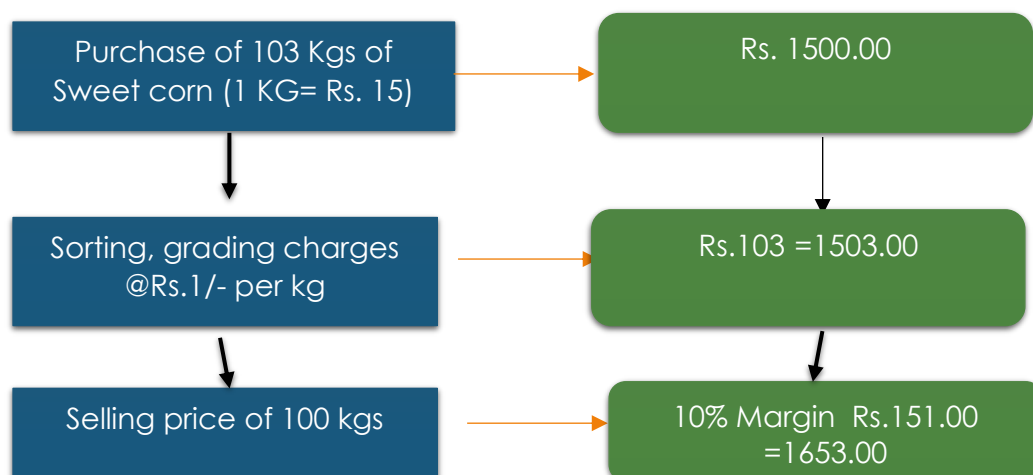 Purchase of 103 Kgs of
Sweet corn (1 KG= Rs. 15)
Rs. 1500.00
Sorting, grading charges
@Rs.1/- per kg
Rs.103 =1503.00
Selling price of 100 kgs
10% Margin Rs.151.00
=1653.00